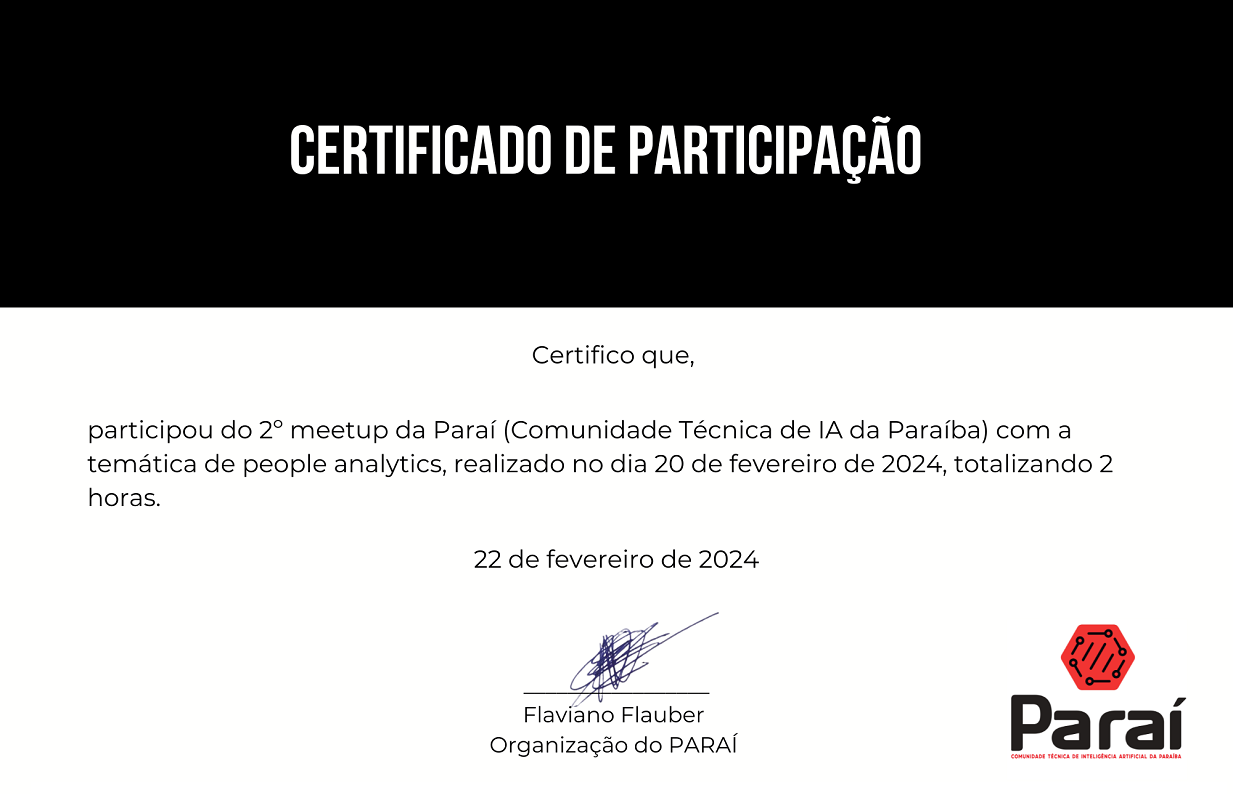 CERTIFICADO DE PARTICIPAÇÃO
Certifico que,
participou do 2º meetup da Paraí (Comunidade Técnica de IA da Paraíba) com a
temática de people analytics, realizado no dia 20 de fevereiro de 2024, totalizando 2
horas.
22 de fevereiro de 2024
Flaviano Flauber
Organização do PARAÍ
Paraí
COMUNIDADE TÉCNICA DE INTELIGÊNCIA ARTIFICIAL DA PARAÍBA